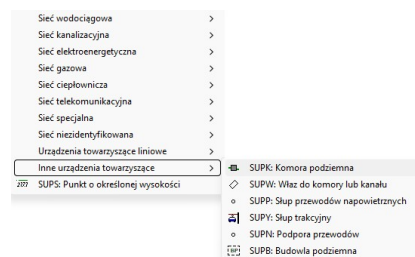 Sieć wodociągowa
Sieć kanalizacyjna
Sieć elektroenergetyczna
Sieć gazowa
Sieć ciepłownicza
Sieć telekomunikacyjna
Sieć specjalna
Sieć niezidentyfikowana
Urządzenia towarzyszące liniowe
Inne urządzenia towarzyszące
SUPS: Punkt o określonej wysokości
SUPK: Komora podziemna
SUPW: Właz do komory lub kanału
SUPP: Słup przewodów napowietrznych
SUPY: Słup trakcyjny
SUPN: Podpora przewodów
SUPB: Budowla podziemna